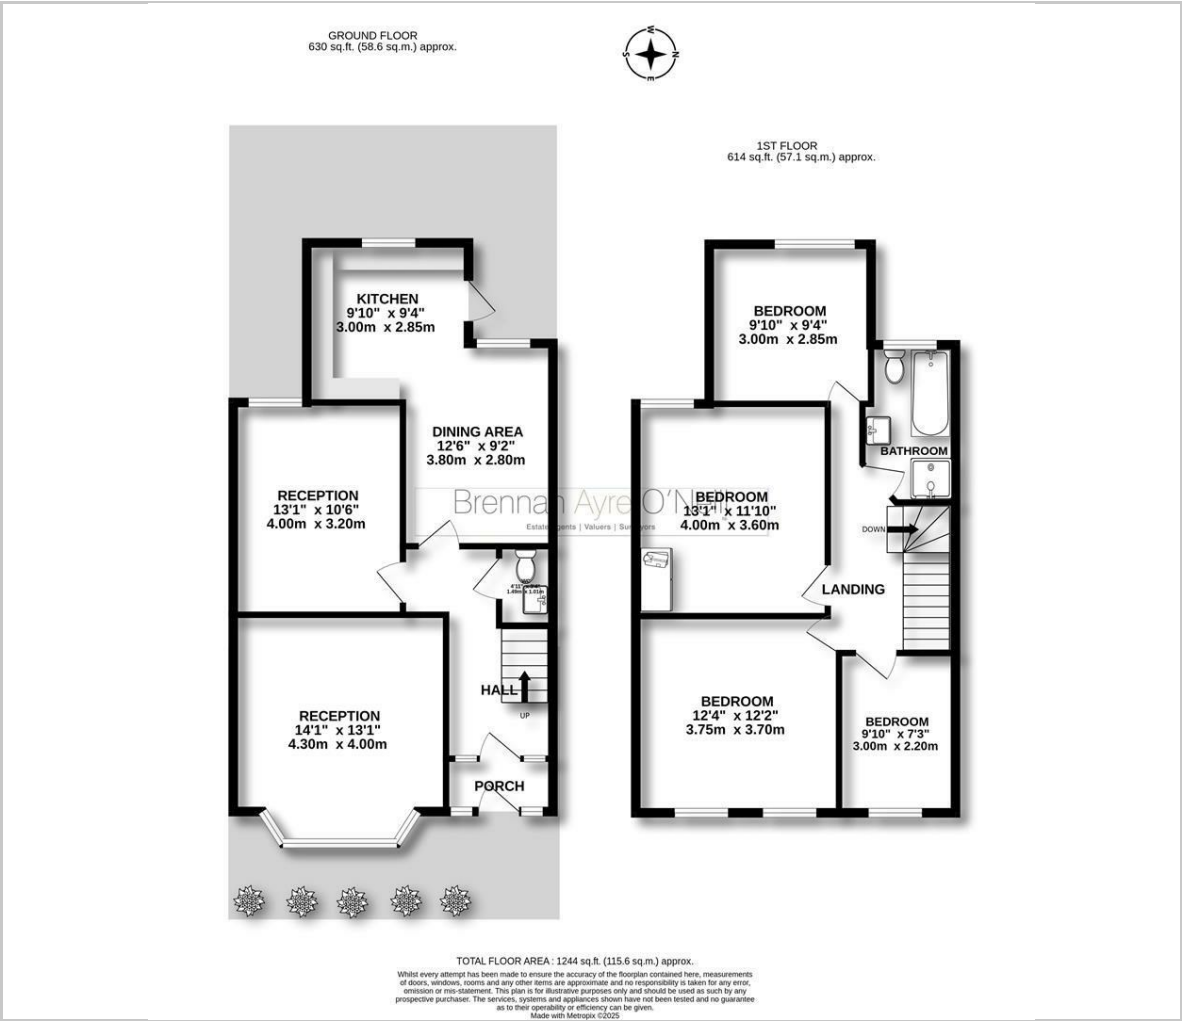 GROUND FLOOR
630 sq.ft. (58.6 sq.m.) approx.
W
S
N
E
1ST FLOOR
614 sq.ft. (57.1 sq.m.) approx.
KITCHEN
9'10" x 9'4"
3.00m x 2.85m
DINING AREA
12'6" x 9'2"
3.80m x 2.80m
RECEPTION
13'1" x 10'6"
4.00m x 3.20m
HALL
UP
RECEPTION
14'1" x 13'1"
4.30m x 4.00m
PORCH
BEDROOM
9'10" x 9'4"
3.00m x 2.85m
BATHROOM
BEDROOM
13'1" x 11'10"
4.00m x 3.60m
DOWN
LANDING
BEDROOM
12'4" x 12'2"
3.75m x 3.70m
BEDROOM
9'10" x 7'3"
3.00m x 2.20m
Brennan Ayre O'Neill
Estate Agents | Valuers | Surveyors
TOTAL FLOOR AREA : 1244 sq.ft. (115.6 sq.m.) approx.
Whilst every attempt has been made to ensure the accuracy of the floorplan contained here, measurements
of doors, windows, rooms and any other items are approximate and no responsibility is taken for any error,
omission or mis-statement. This plan is for illustrative purposes only and should be used as such by any
prospective purchaser. The services, systems and appliances shown have not been tested and no guarantee
as to their operability or efficiency can be given.
Made with Metropix ©2025